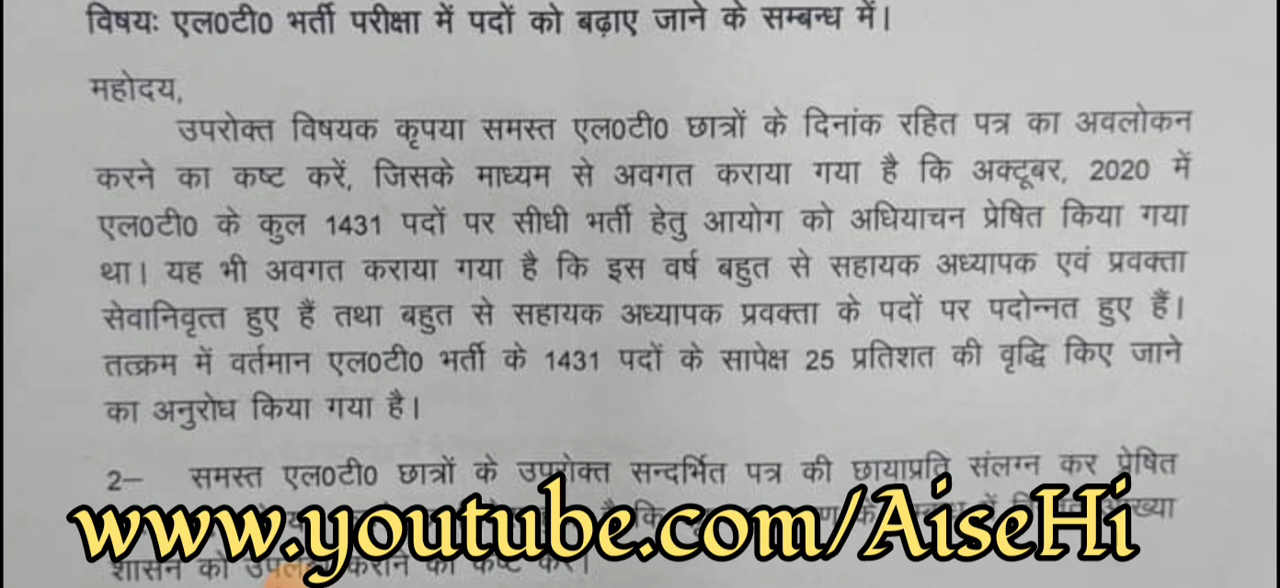 विषयः एल0टी0 भर्ती परीक्षा में पदों को बढ़ाए जाने के सम्बन्ध में।
महोदय,
उपरोक्त विषयक कृपया समस्त एल0टी0 छात्रों के दिनांक रहित पत्र का अवलोकन
करने का कष्ट करें, जिसके माध्यम से अवगत कराया गया है कि अक्टूबर, 2020 में
एल0टी0 के कुल 1431 पदों पर सीधी भर्ती हेतु आयोग को अधियाचन प्रेषित किया गया
था। यह भी अवगत कराया गया है कि इस वर्ष बहुत से सहायक अध्यापक एवं प्रवक्ता
सेवानिवृत्त हुए हैं तथा बहुत से सहायक अध्यापक प्रवक्ता के पदों पर पदोन्नत हुए हैं।
तत्क्रम में वर्तमान एल0टी0 भर्ती के 1431 पदों के सापेक्ष 25 प्रतिशत की वृद्धि किए जाने
का अनुरोध किया गया है।
2– समस्त एल0टी0 छात्रों के उपरोक्त सन्दर्भित पत्र की छायाप्रति संलग्न कर प्रेषित
कि
www.youtube.com/AiseHi
शासन को उपलब्ध कराने का कष्ट करें।